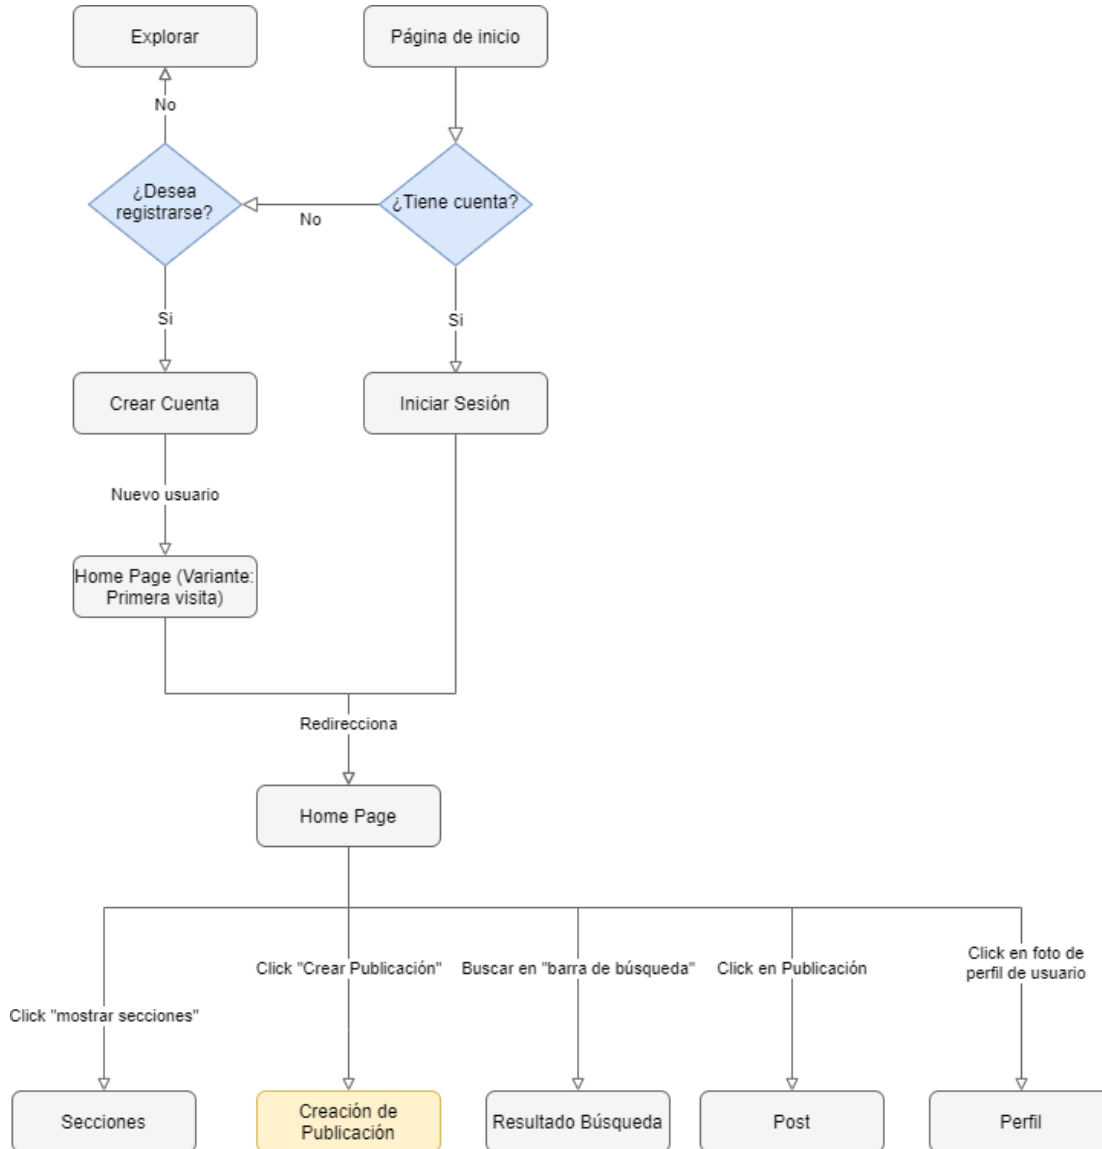 Explorar
Página de inicio
No
¿Desea
registrarse?
No
¿Tiene cuenta?
Si
Si
Crear Cuenta
Iniciar Sesión
Nuevo usuario
Home Page (Variante:
Primera visita)
Redirecciona
Home Page
Click "mostrar secciones"
Click "Crear Publicación"
Buscar en "barra de búsqueda"
Click en Publicación
Click en foto de
perfil de usuario
Secciones
Creación de
Publicación
Resultado Búsqueda
Post
Perfil